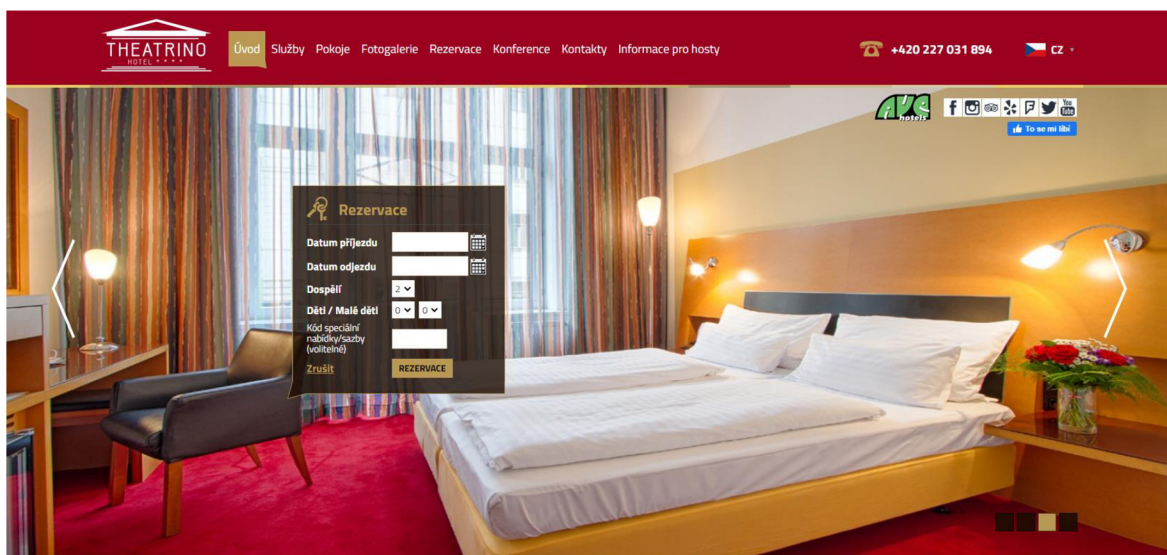 THEATRINO
HOTEL ****
Úvod Služby Pokoje Fotogalerie Rezervace Konference Kontakty Informace pro hosty
+420 227 031 894
CZ
AVE
hotels
You
Tube
To se mi líbí
Rezervace
Datum příjezdu
Datum odjezdu
Dospělí 2
Děti / Malé děti 0 0
Kód speciální
nabídky/sazby
(volitelné)
Zrušit REZERVACE